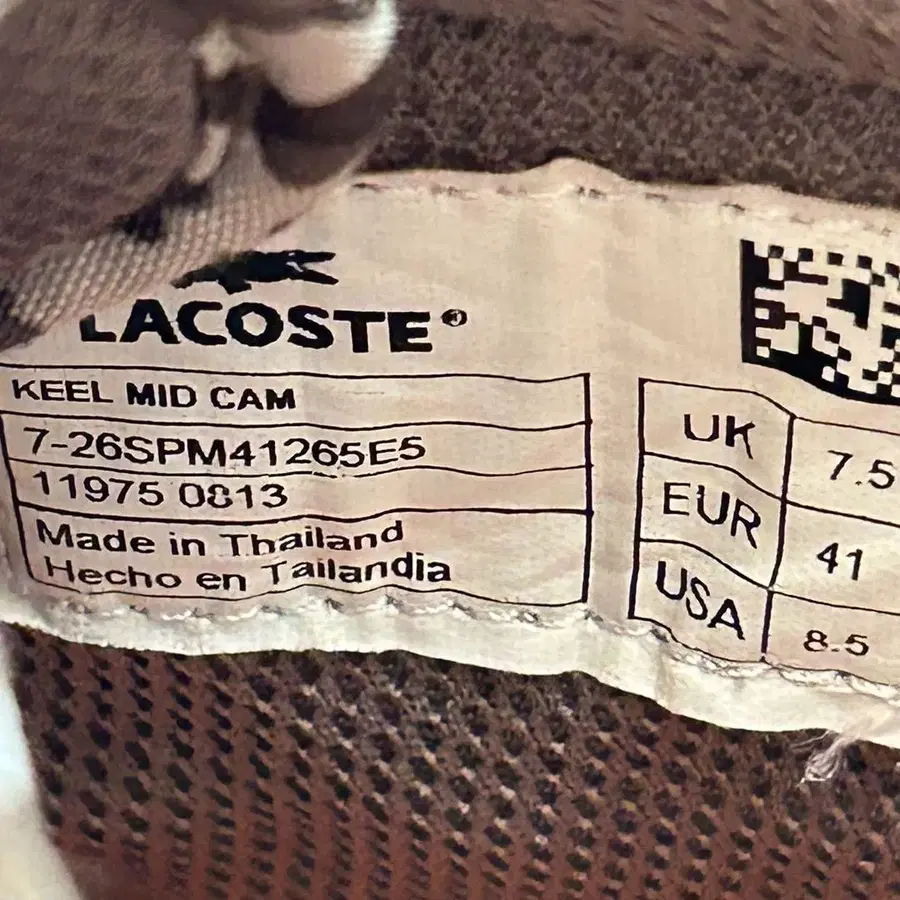 LACOSTE®
KEEL MID CAM
7-26SPM41265E5
11975 0813
Made in Thailand
Hecho en Tailandia
UK 7.5
EUR 41
USA 8.5